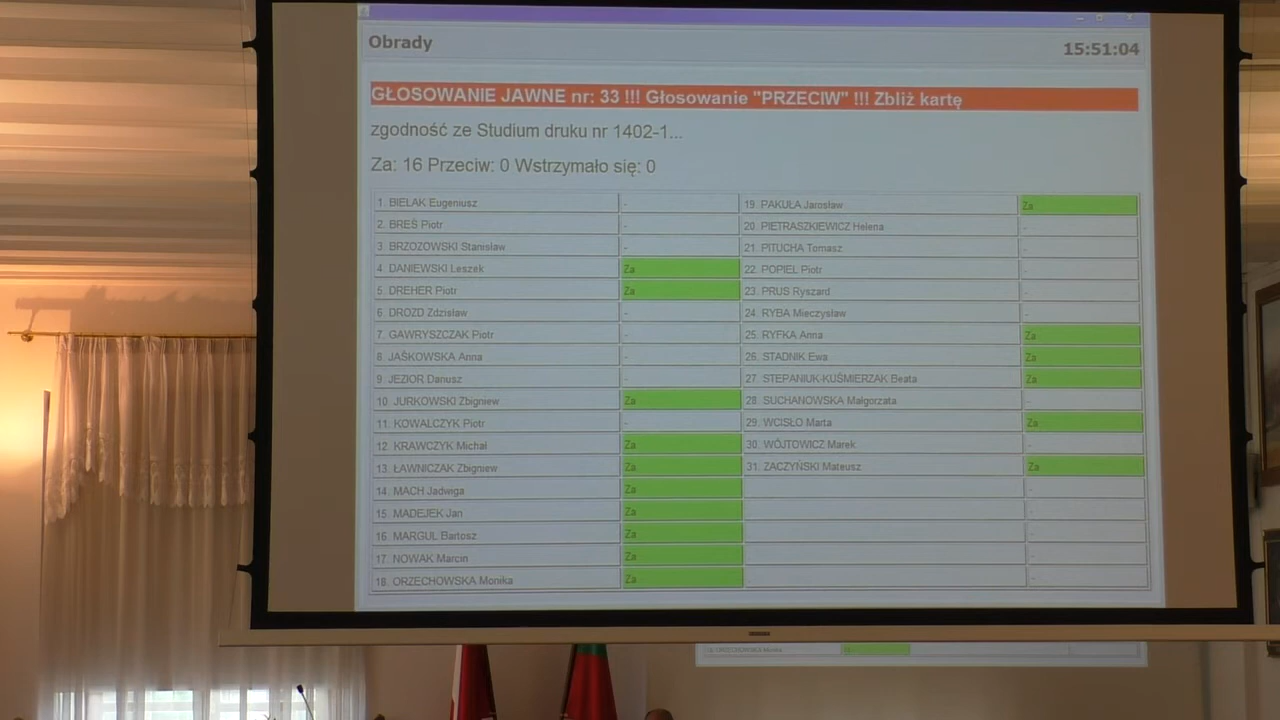 Obrady
15:51:04
GŁOSOWANIE JAWNE nr: 33 !!! Głosowanie "PRZECIW" !!! Zbliż kartę
zgodność ze Studium druku nr 1402-1...
Za: 16 Przeciw: 0 Wstrzymało się: 0
1. BIELAK Eugeniusz -
2. BREŚ Piotr -
3. BRZOZOWSKI Stanisław -
4. DANIEWSKI Leszek Za
5. DREHER Piotr Za
6. DROZD Zdzisław -
7. GAWRYSZCZAK Piotr -
8. JAŚKOWSKA Anna -
9. JEZIOR Dariusz -
10. JURKOWSKI Zbigniew Za
11. KOWALCZYK Piotr -
12. KRAWCZYK Michał Za
13. ŁAWNICZAK Zbigniew Za
14. MACH Jadwiga Za
15. MADEJEK Jan Za
16. MARGUL Bartosz Za
17. NOWAK Marcin Za
18. ORZECHOWSKA Monika Za
19. PAKUŁA Jarosław Za
20. PIETRASZKIEWICZ Helena -
21. PITUCHA Tomasz -
22. POPIEL Piotr -
23. PRUS Ryszard -
24. RYBA Mieczysław -
25. RYFKA Anna Za
26. STADNIK Ewa Za
27. STEPANIUK-KUŚMIERZAK Beata Za
28. SUCHANOWSKA Małgorzata -
29. WCISŁO Marta Za
30. WÓJTOWICZ Marek -
31. ZACZYŃSKI Mateusz Za
-
-
-
-
-